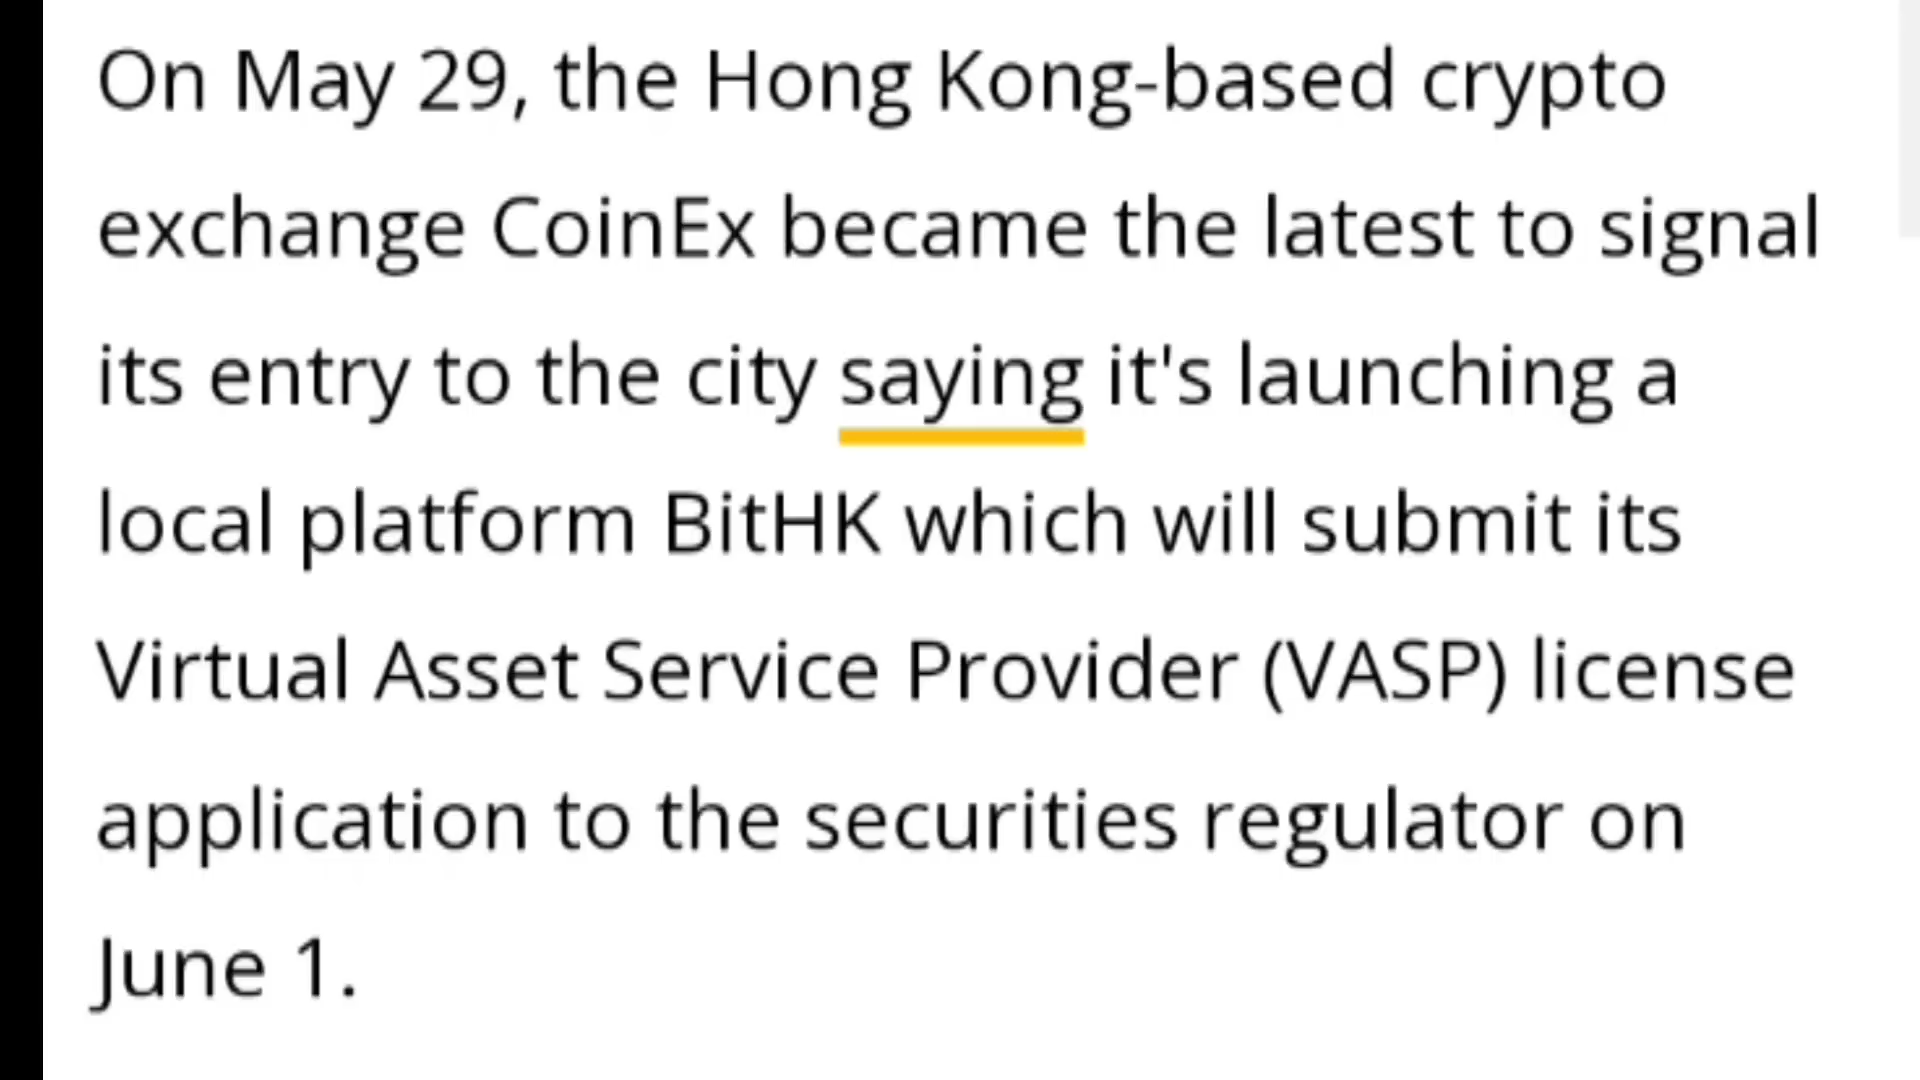 On May 29, the Hong Kong-based crypto
exchange CoinEx became the latest to signal
its entry to the city saying it's launching a
local platform BitHK which will submit its
Virtual Asset Service Provider (VASP) license
application to the securities regulator on
June 1.